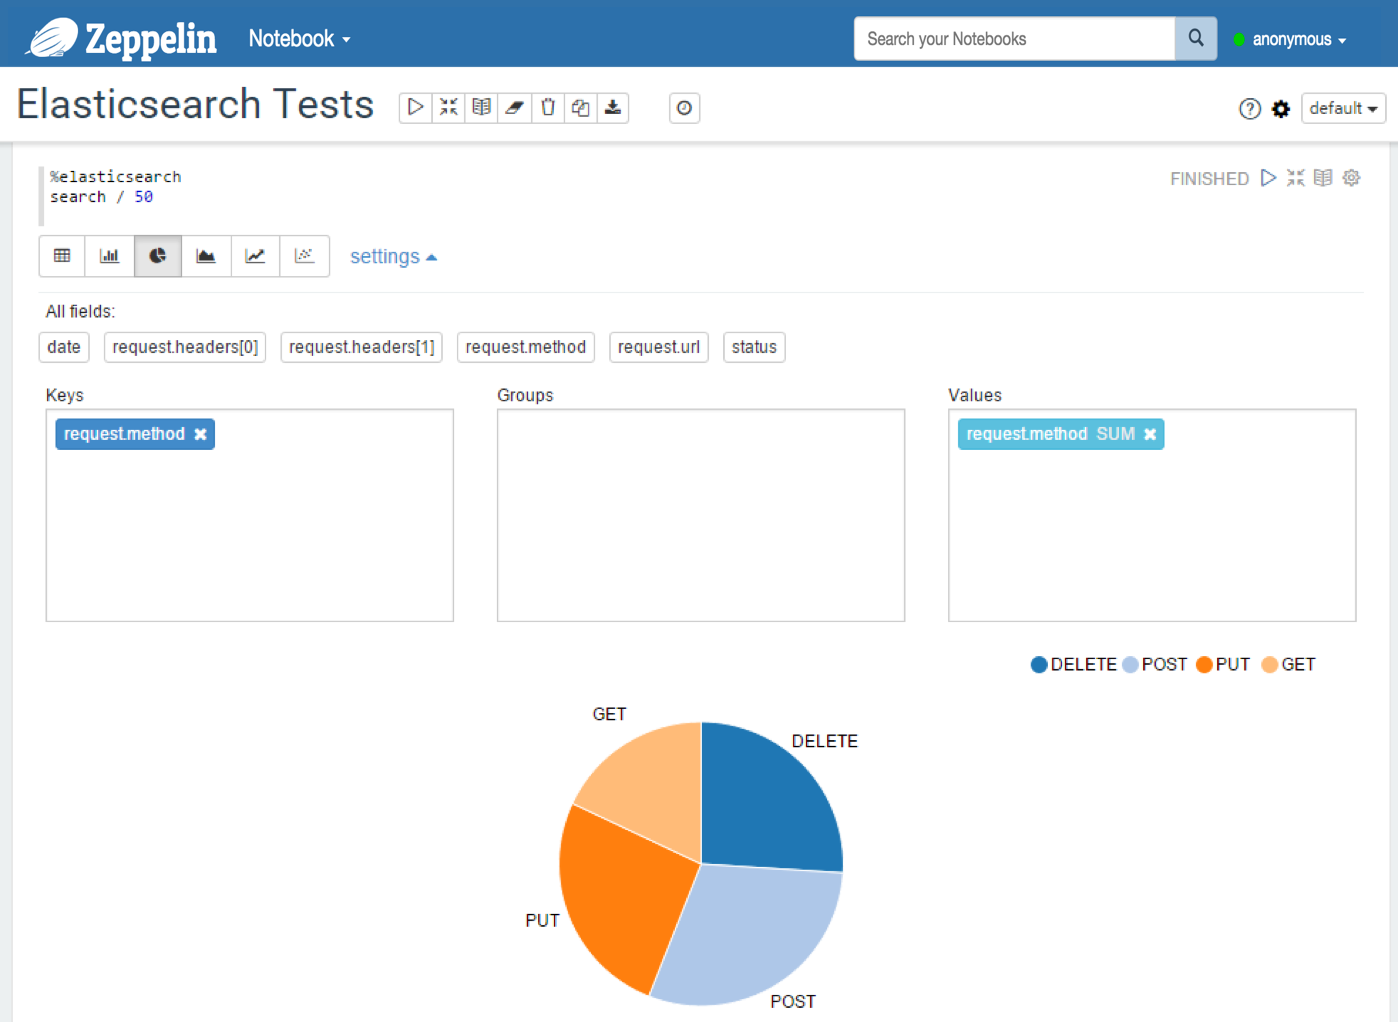 Zeppelin Notebook Search your Notebooks anonymous
Elasticsearch Tests default
%elasticsearch FINISHED
search / 50
settings
All fields:
date request.headers[0] request.headers[1] request.method request.url status
Keys Groups Values
request.method request.method SUM
DELETE POST PUT GET
GET
DELETE
PUT
POST